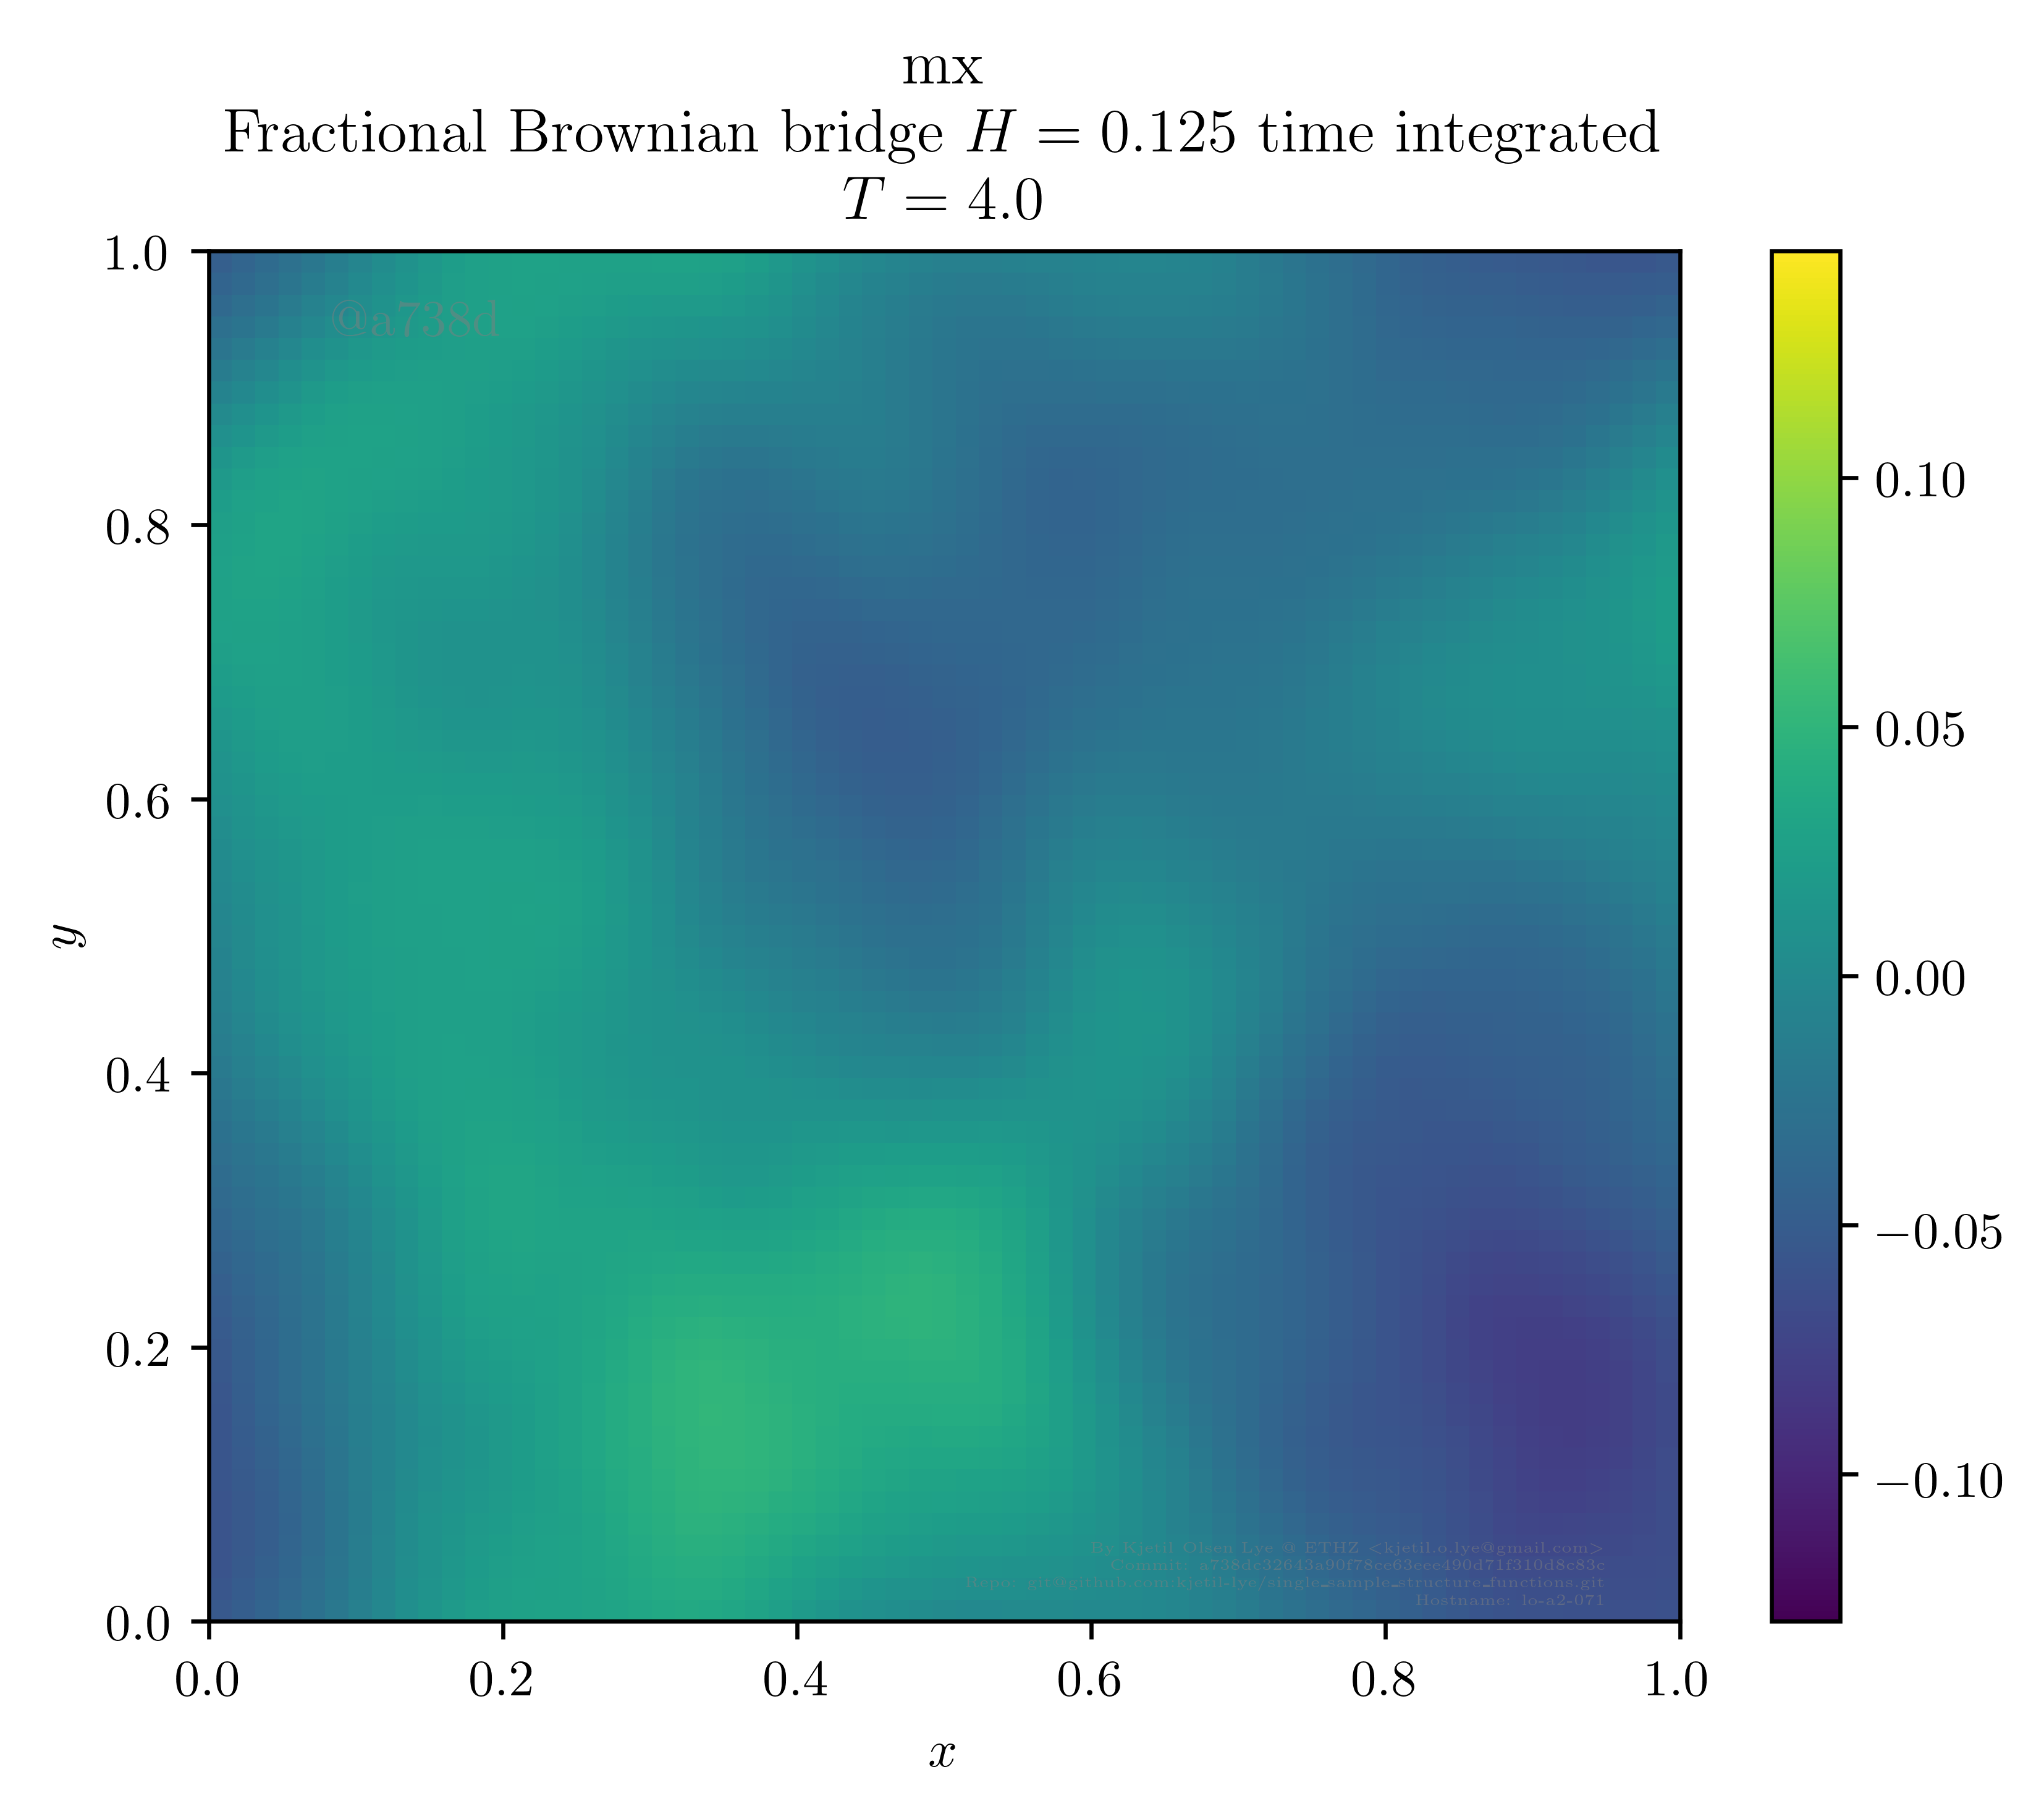 mx
Fractional Brownian bridge H = 0.125 time integrated
T = 4.0
@a738d
1.0
0.8
0.6
0.4
0.2
0.0
y
0.0 0.2 0.4 0.6 0.8 1.0
x
0.10
0.05
0.00
−0.05
−0.10
By Kjetil Olsen Lye @ ETHZ <kjetil.o.lye@gmail.com>
Commit: a738dc32643a90f78ce63eee490d71f310d8c83c
Repo: git@github.com:kjetil-lye/single_sample_structure_functions.git
Hostname: lo-a2-071